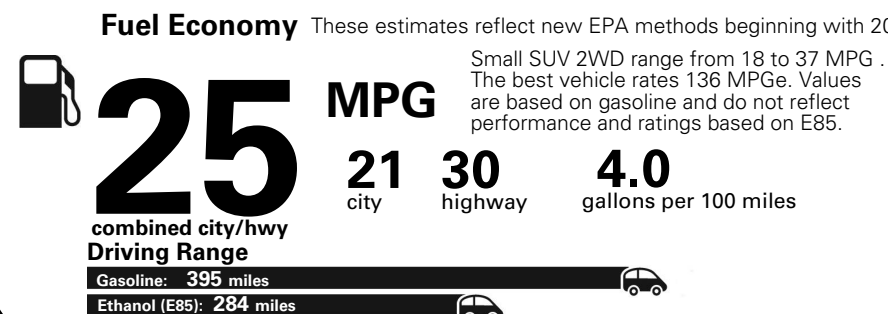 Fuel Economy These estimates reflect new EPA methods beginning with 20
Small SUV 2WD range from 18 to 37 MPG .
The best vehicle rates 136 MPGe. Values
are based on gasoline and do not reflect
performance and ratings based on E85.
25 MPG
combined city/hwy
21 city
30 highway
4.0 gallons per 100 miles
Driving Range
Gasoline: 395 miles
Ethanol (E85): 284 miles